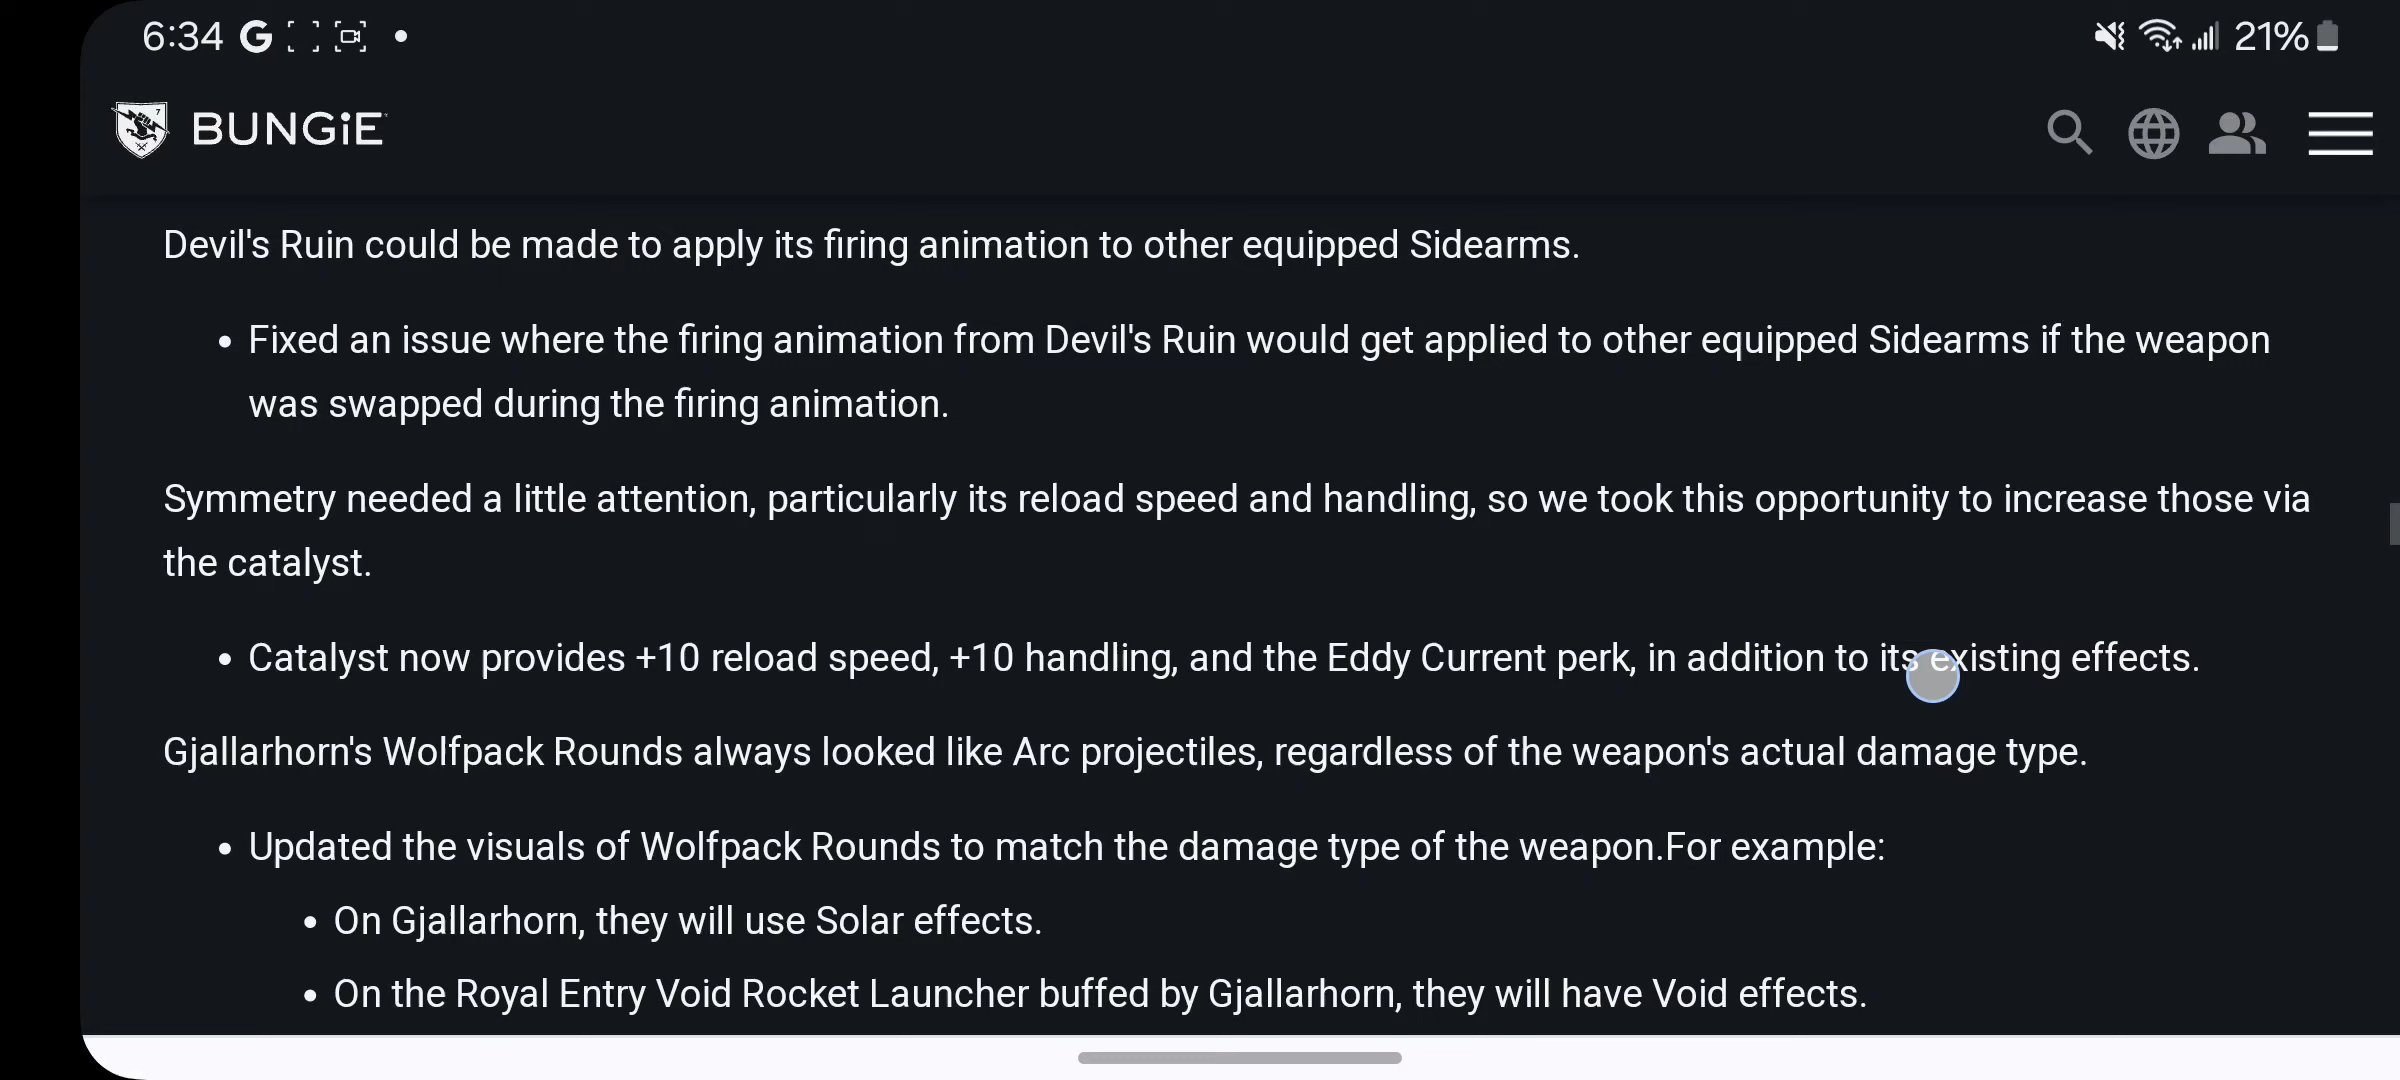 6:34 G 21%
BUNGiE
Devil's Ruin could be made to apply its firing animation to other equipped Sidearms.
• Fixed an issue where the firing animation from Devil's Ruin would get applied to other equipped Sidearms if the weapon
was swapped during the firing animation.
Symmetry needed a little attention, particularly its reload speed and handling, so we took this opportunity to increase those via
the catalyst.
• Catalyst now provides +10 reload speed, +10 handling, and the Eddy Current perk, in addition to its existing effects.
Gjallarhorn's Wolfpack Rounds always looked like Arc projectiles, regardless of the weapon's actual damage type.
• Updated the visuals of Wolfpack Rounds to match the damage type of the weapon.For example:
• On Gjallarhorn, they will use Solar effects.
• On the Royal Entry Void Rocket Launcher buffed by Gjallarhorn, they will have Void effects.